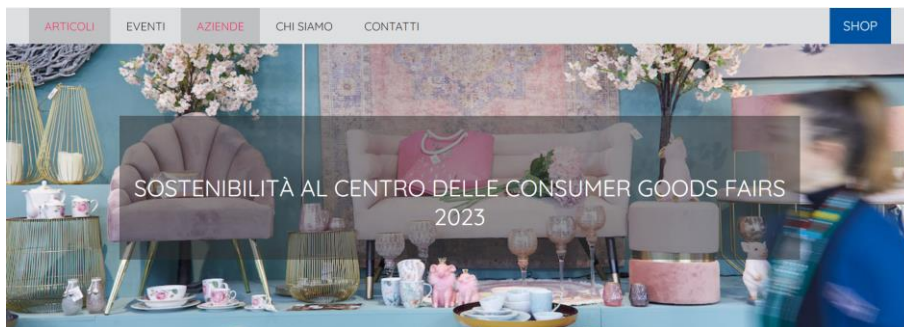 ARTICOLI EVENTI AZIENDE CHI SIAMO CONTATTI SHOP
SOSTENIBILITÀ AL CENTRO DELLE CONSUMER GOODS FAIRS
2023